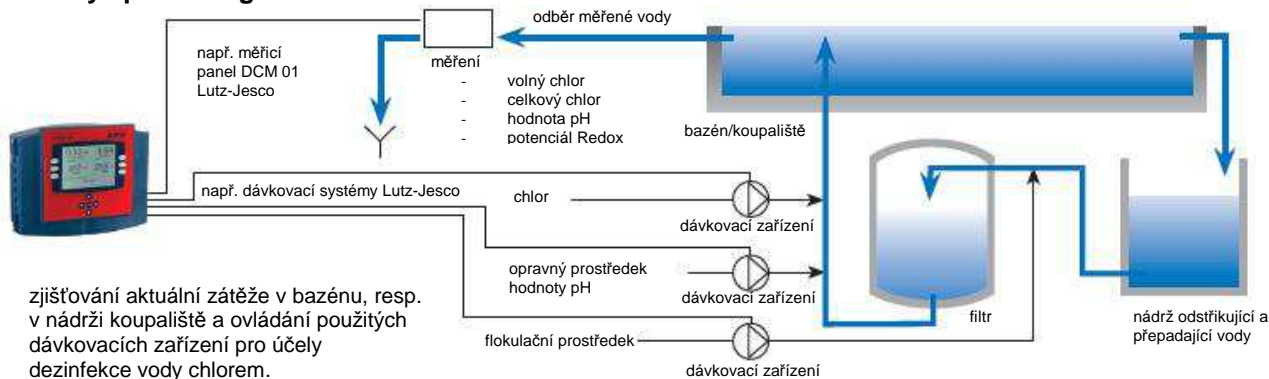 odběr měřené vody
např. měřicí
panel DCM 01
Lutz-Jesco
měření
- volný chlor
- celkový chlor
- hodnota pH
- potenciál Redox
bazén/koupaliště
např. dávkovací systémy Lutz-Jesco
chlor
dávkovací zařízení
opravný prostředek
hodnoty pH
dávkovací zařízení
flokulační prostředek
dávkovací zařízení
filtr
nádrž odstřikující a
přepadající vody
zjišťování aktuální zátěže v bazénu, resp.
v nádrži koupaliště a ovládání použitých
dávkovacích zařízení pro účely
dezinfekce vody chlorem.